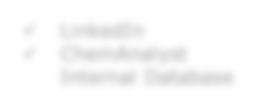 ✓ LinkedIn
✓ ChemAnalyst
Internal Database